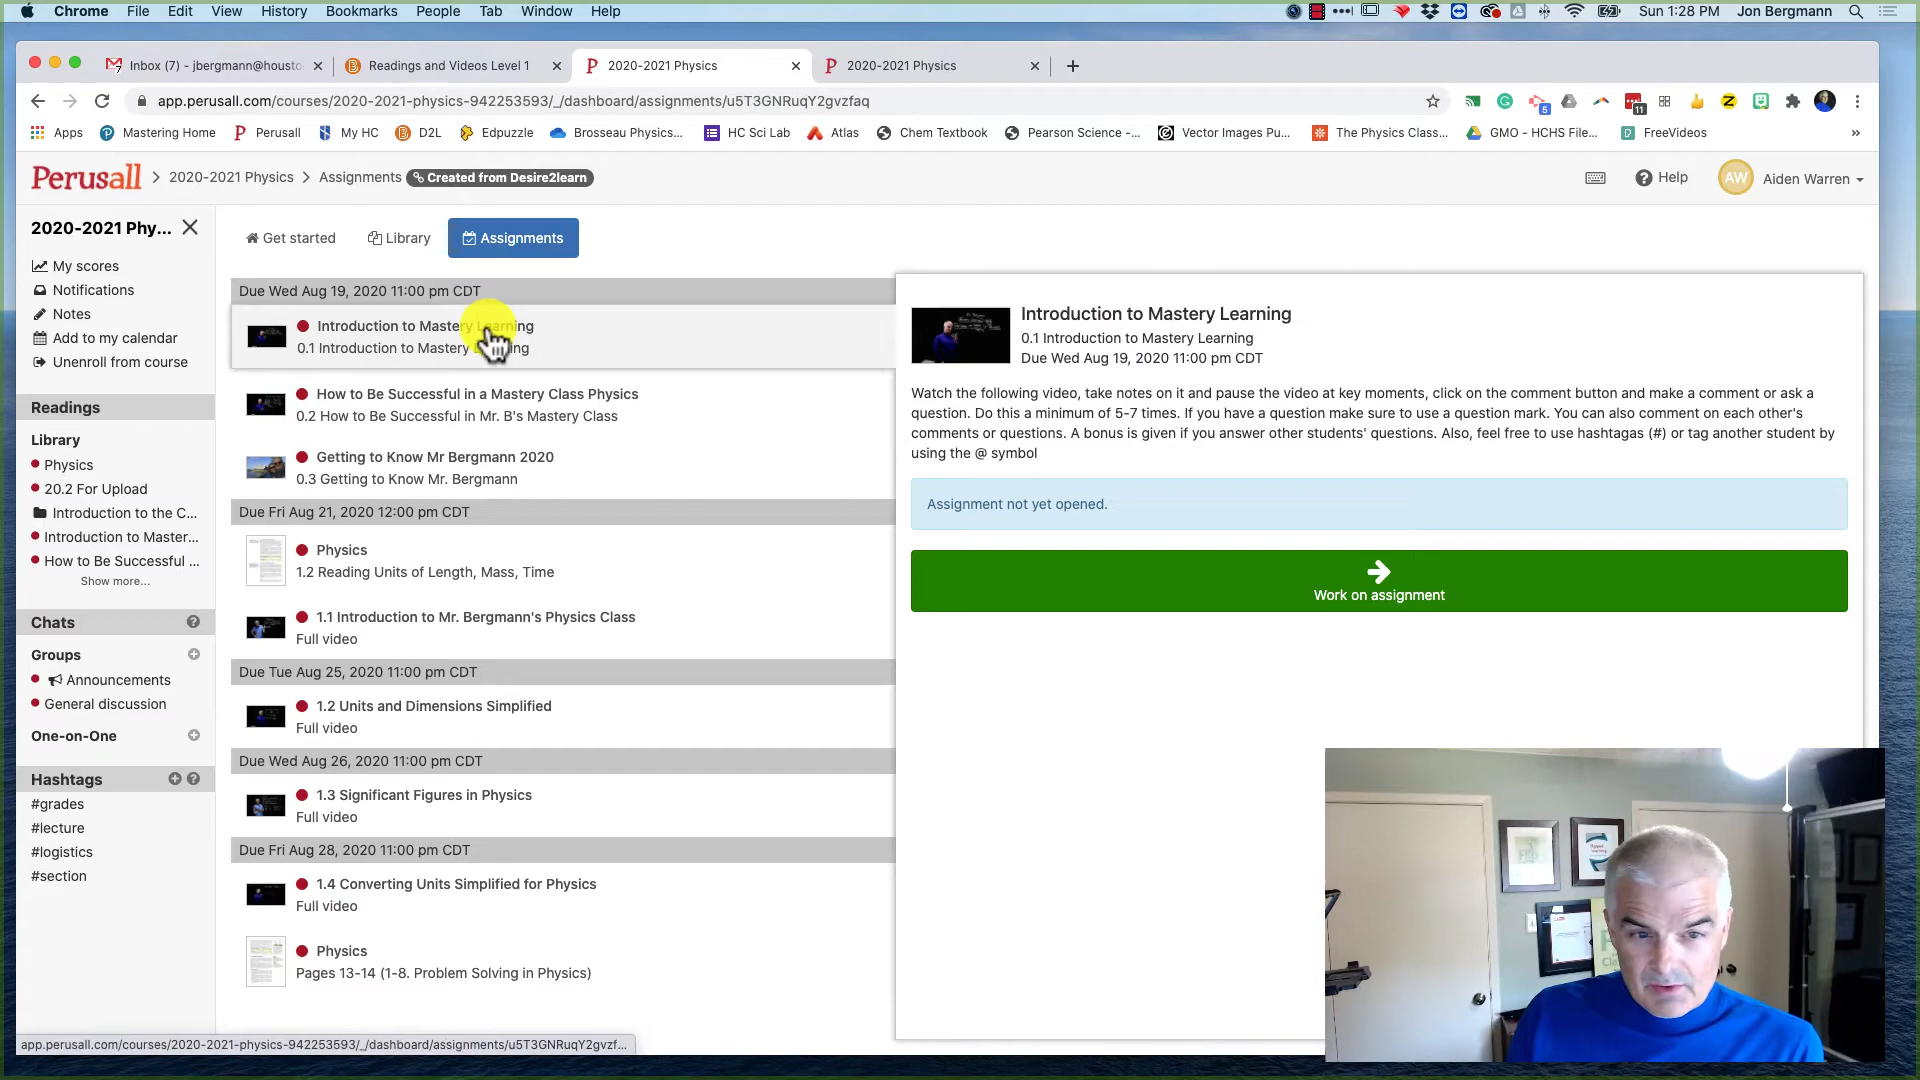 Chrome File Edit View History Bookmarks People Tab Window Help
Sun 1:28 PM Jon Bergmann
Inbox (7) - jbergmann@housto
Readings and Videos Level 1
2020-2021 Physics
2020-2021 Physics
app.perusall.com/courses/2020-2021-physics-942253593/_/dashboard/assignments/u5T3GNRuqY2gvzfaq
5
11
Apps
Mastering Home
Perusall
My HC
D2L
Edpuzzle
Brosseau Physics...
HC Sci Lab
Atlas
Chem Textbook
Pearson Science -...
Vector Images Pu...
The Physics Class...
GMO - HCHS File...
FreeVideos
»
Perusall > 2020-2021 Physics > Assignments Created from Desire2learn
Help
AW
Aiden Warren
2020-2021 Phy...
My scores
Notifications
Notes
Add to my calendar
Unenroll from course
Readings
Library
Physics
20.2 For Upload
Introduction to the C...
Introduction to Master...
How to Be Successful ...
Show more...
Chats
Groups
Announcements
General discussion
One-on-One
Hashtags
#grades
#lecture
#logistics
#section
Get started
Library
Assignments
Due Wed Aug 19, 2020 11:00 pm CDT
Introduction to Mastery Learning
0.1 Introduction to Mastery Learning
How to Be Successful in a Mastery Class Physics
0.2 How to Be Successful in Mr. B's Mastery Class
Getting to Know Mr Bergmann 2020
0.3 Getting to Know Mr. Bergmann
Due Fri Aug 21, 2020 12:00 pm CDT
Physics
1.2 Reading Units of Length, Mass, Time
1.1 Introduction to Mr. Bergmann's Physics Class
Full video
Due Tue Aug 25, 2020 11:00 pm CDT
1.2 Units and Dimensions Simplified
Full video
Due Wed Aug 26, 2020 11:00 pm CDT
1.3 Significant Figures in Physics
Full video
Due Fri Aug 28, 2020 11:00 pm CDT
1.4 Converting Units Simplified for Physics
Full video
Physics
Pages 13-14 (1-8. Problem Solving in Physics)
Introduction to Mastery Learning
0.1 Introduction to Mastery Learning
Due Wed Aug 19, 2020 11:00 pm CDT
Watch the following video, take notes on it and pause the video at key moments, click on the comment button and make a comment or ask a
question. Do this a minimum of 5-7 times. If you have a question make sure to use a question mark. You can also comment on each other's
comments or questions. A bonus is given if you answer other students' questions. Also, feel free to use hashtagas (#) or tag another student by
using the @ symbol
Assignment not yet opened.
Work on assignment
app.perusall.com/courses/2020-2021-physics-942253593/_/dashboard/assignments/u5T3GNRuqY2gvzf...